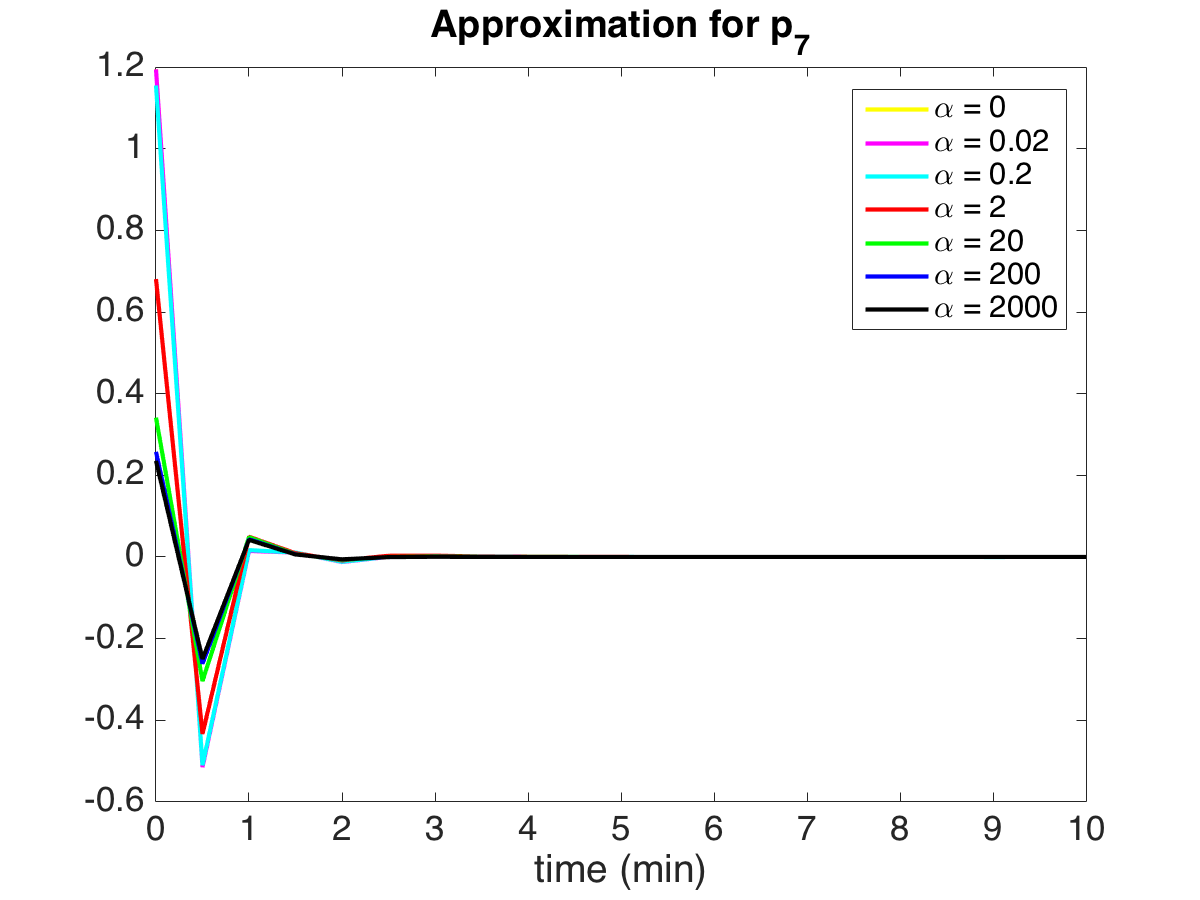 Approximation for p7
1.2
1
0.8
0.6
0.4
0.2
0
-0.2
-0.4
-0.6
α = 0
α = 0.02
α = 0.2
α = 2
α = 20
α = 200
α = 2000
0 1 2 3 4 5 6 7 8 9 10
time (min)